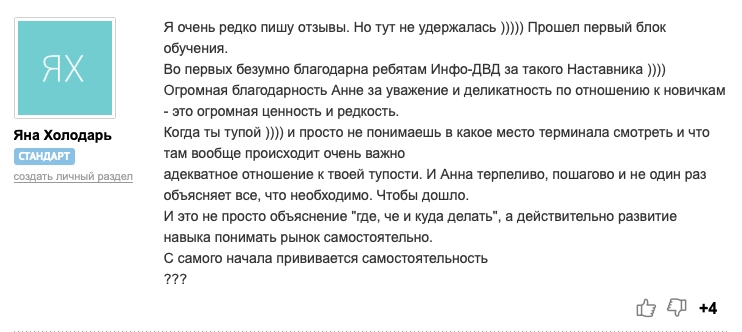 ЯХ
Яна Холодарь
СТАНДАРТ
создать личный раздел
Я очень редко пишу отзывы. Но тут не удержалась ))))) Прошел первый блок
обучения.
Во первых безумно благодарна ребятам Инфо-ДВД за такого Наставника ))))
Огромная благодарность Анне за уважение и деликатность по отношению к новичкам
- это огромная ценность и редкость.
Когда ты тупой )))) и просто не понимаешь в какое место терминала смотреть и что
там вообще происходит очень важно
адекватное отношение к твоей тупости. И Анна терпеливо, пошагово и не один раз
объясняет все, что необходимо. Чтобы дошло.
И это не просто объяснение "где, че и куда делать", а действительно развитие
навыка понимать рынок самостоятельно.
С самого начала прививается самостоятельность
???
+4